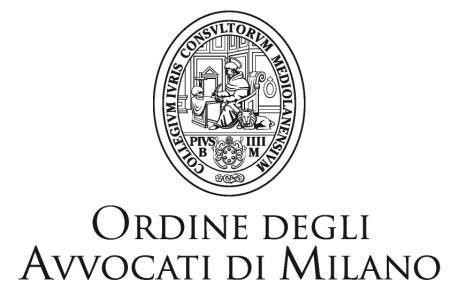 COLLEGIVM IVRIS CONSVLTORVM MEDIOLANENSIVM
PIVS IIII
B M
ORDINE DEGLI
AVVOCATI DI MILANO